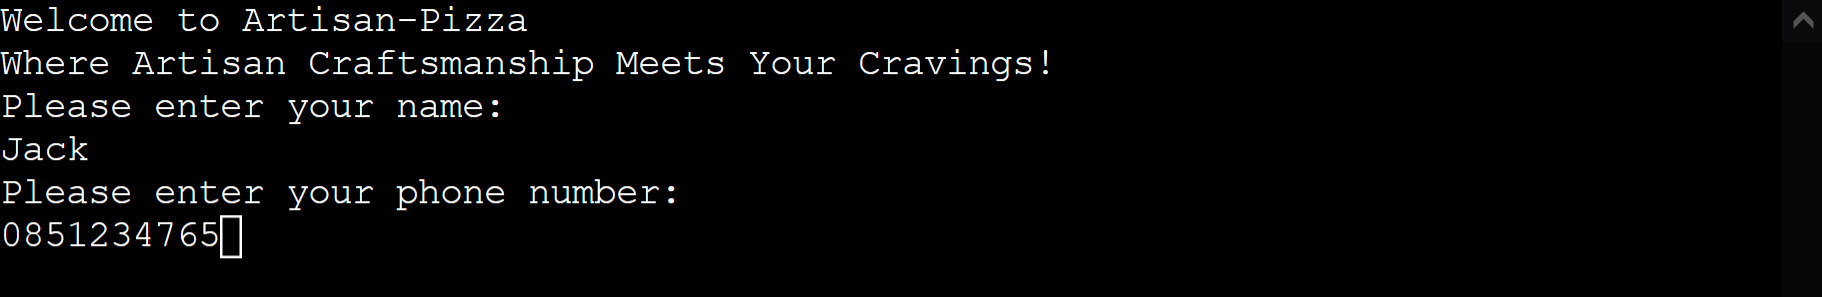 Welcome to Artisan-Pizza
Where Artisan Craftsmanship Meets Your Cravings!
Please enter your name:
Jack
Please enter your phone number:
0851234765